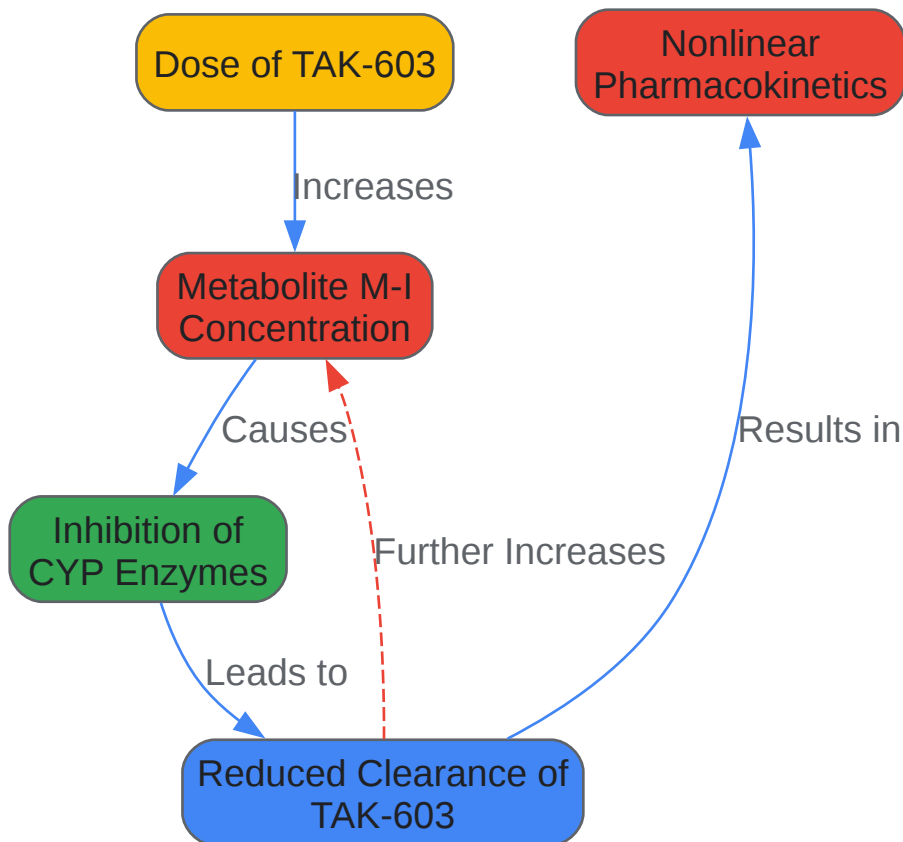 Dose of TAK-603
Nonlinear
Pharmacokinetics
Increases
Metabolite M-I
Concentration
Causes
Results in
Inhibition of
CYP Enzymes
Further Increases
Leads to
Reduced Clearance of
TAK-603